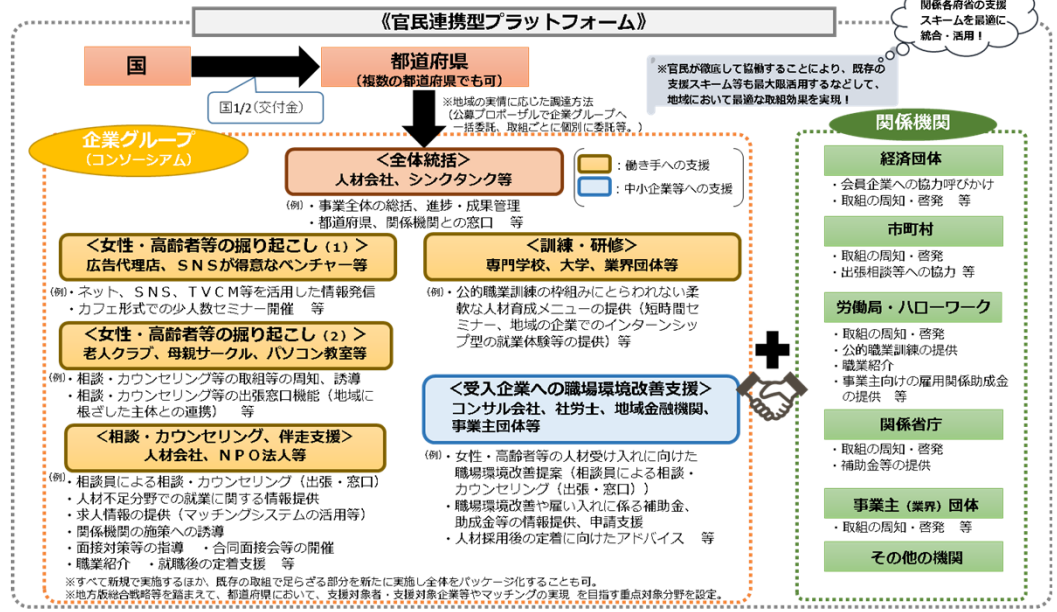 《官民連携型プラットフォーム》
関係各府省の支援
スキームを最適に
統合・活用！
国
国1/2(交付金）
都道府県
（複数の都道府県でも可）
※官民が徹底して協働することにより、既存の
支援スキーム等も最大限活用するなどして、
地域において最適な取組効果を実現！
※地域の実情に応じた調達方法
(公募プロポーザルで企業グループへ
一括委託、取組ごとに個別に委託等。）
企業グループ
（コンソーシアム）
＜全体統括＞
人材会社、シンクタンク等
：働き手への支援
：中小企業等への支援
(例）・事業全体の総括、進捗・成果管理
・都道府県、関係機関との窓口　等
＜女性・高齢者等の掘り起こし（1）＞
広告代理店、ＳＮＳが得意なベンチャー等
(例)・ネット、ＳＮＳ、ＴＶＣＭ等を活用した情報発信
・カフェ形式での少人数セミナー開催　等
＜女性・高齢者等の掘り起こし（2）＞
老人クラブ、母親サークル、パソコン教室等
(例)・相談・カウンセリング等の取組等の周知、誘導
・相談・カウンセリング等の出張窓口機能（地域に
根ざした主体との連携）　等
＜相談・カウンセリング、伴走支援＞
人材会社、ＮＰＯ法人等
(例)・相談員による相談・カウンセリング（出張・窓口）
・人材不足分野での就業に関する情報提供
・求人情報の提供（マッチングシステムの活用等）
・関係機関の施策への誘導
・面接対策等の指導　・合同面接会等の開催
・職業紹介　・就職後の定着支援　等
＜訓練・研修＞
専門学校、大学、業界団体等
(例)・公的職業訓練の枠組みにとらわれない柔
軟な人材育成メニューの提供（短時間セ
ミナー、地域の企業でのインターンシッ
プ型の就業体験等の提供）等
＜受入企業への職場環境改善支援＞
コンサル会社、社労士、地域金融機関、
事業主団体等
(例)・女性・高齢者等の人材受け入れに向けた
職場環境改善提案（相談員による相談・
カウンセリング（出張・窓口））
・職場環境改善や雇い入れに係る補助金、
助成金等の情報提供、申請支援
・人材採用後の定着に向けたアドバイス　等
※すべて新規で実施するほか、既存の取組で足らざる部分を新たに実施し全体をパッケージ化することも可。
※地方版総合戦略等を踏まえて、都道府県において、支援対象者・支援対象企業等やマッチングの実現 を目指す重点対象分野を設定。
関係機関
経済団体
・会員企業への協力呼びかけ
・取組の周知・啓発　等
市町村
・取組の周知・啓発
・出張相談等への協力 等
労働局・ハローワーク
・取組の周知・啓発
・公的職業訓練の提供
・職業紹介
・事業主向けの雇用関係助成金
の提供　等
関係省庁
・取組の周知・啓発
・補助金等の提供
事業主（業界）団体
・取組の周知・啓発　等
その他の機関